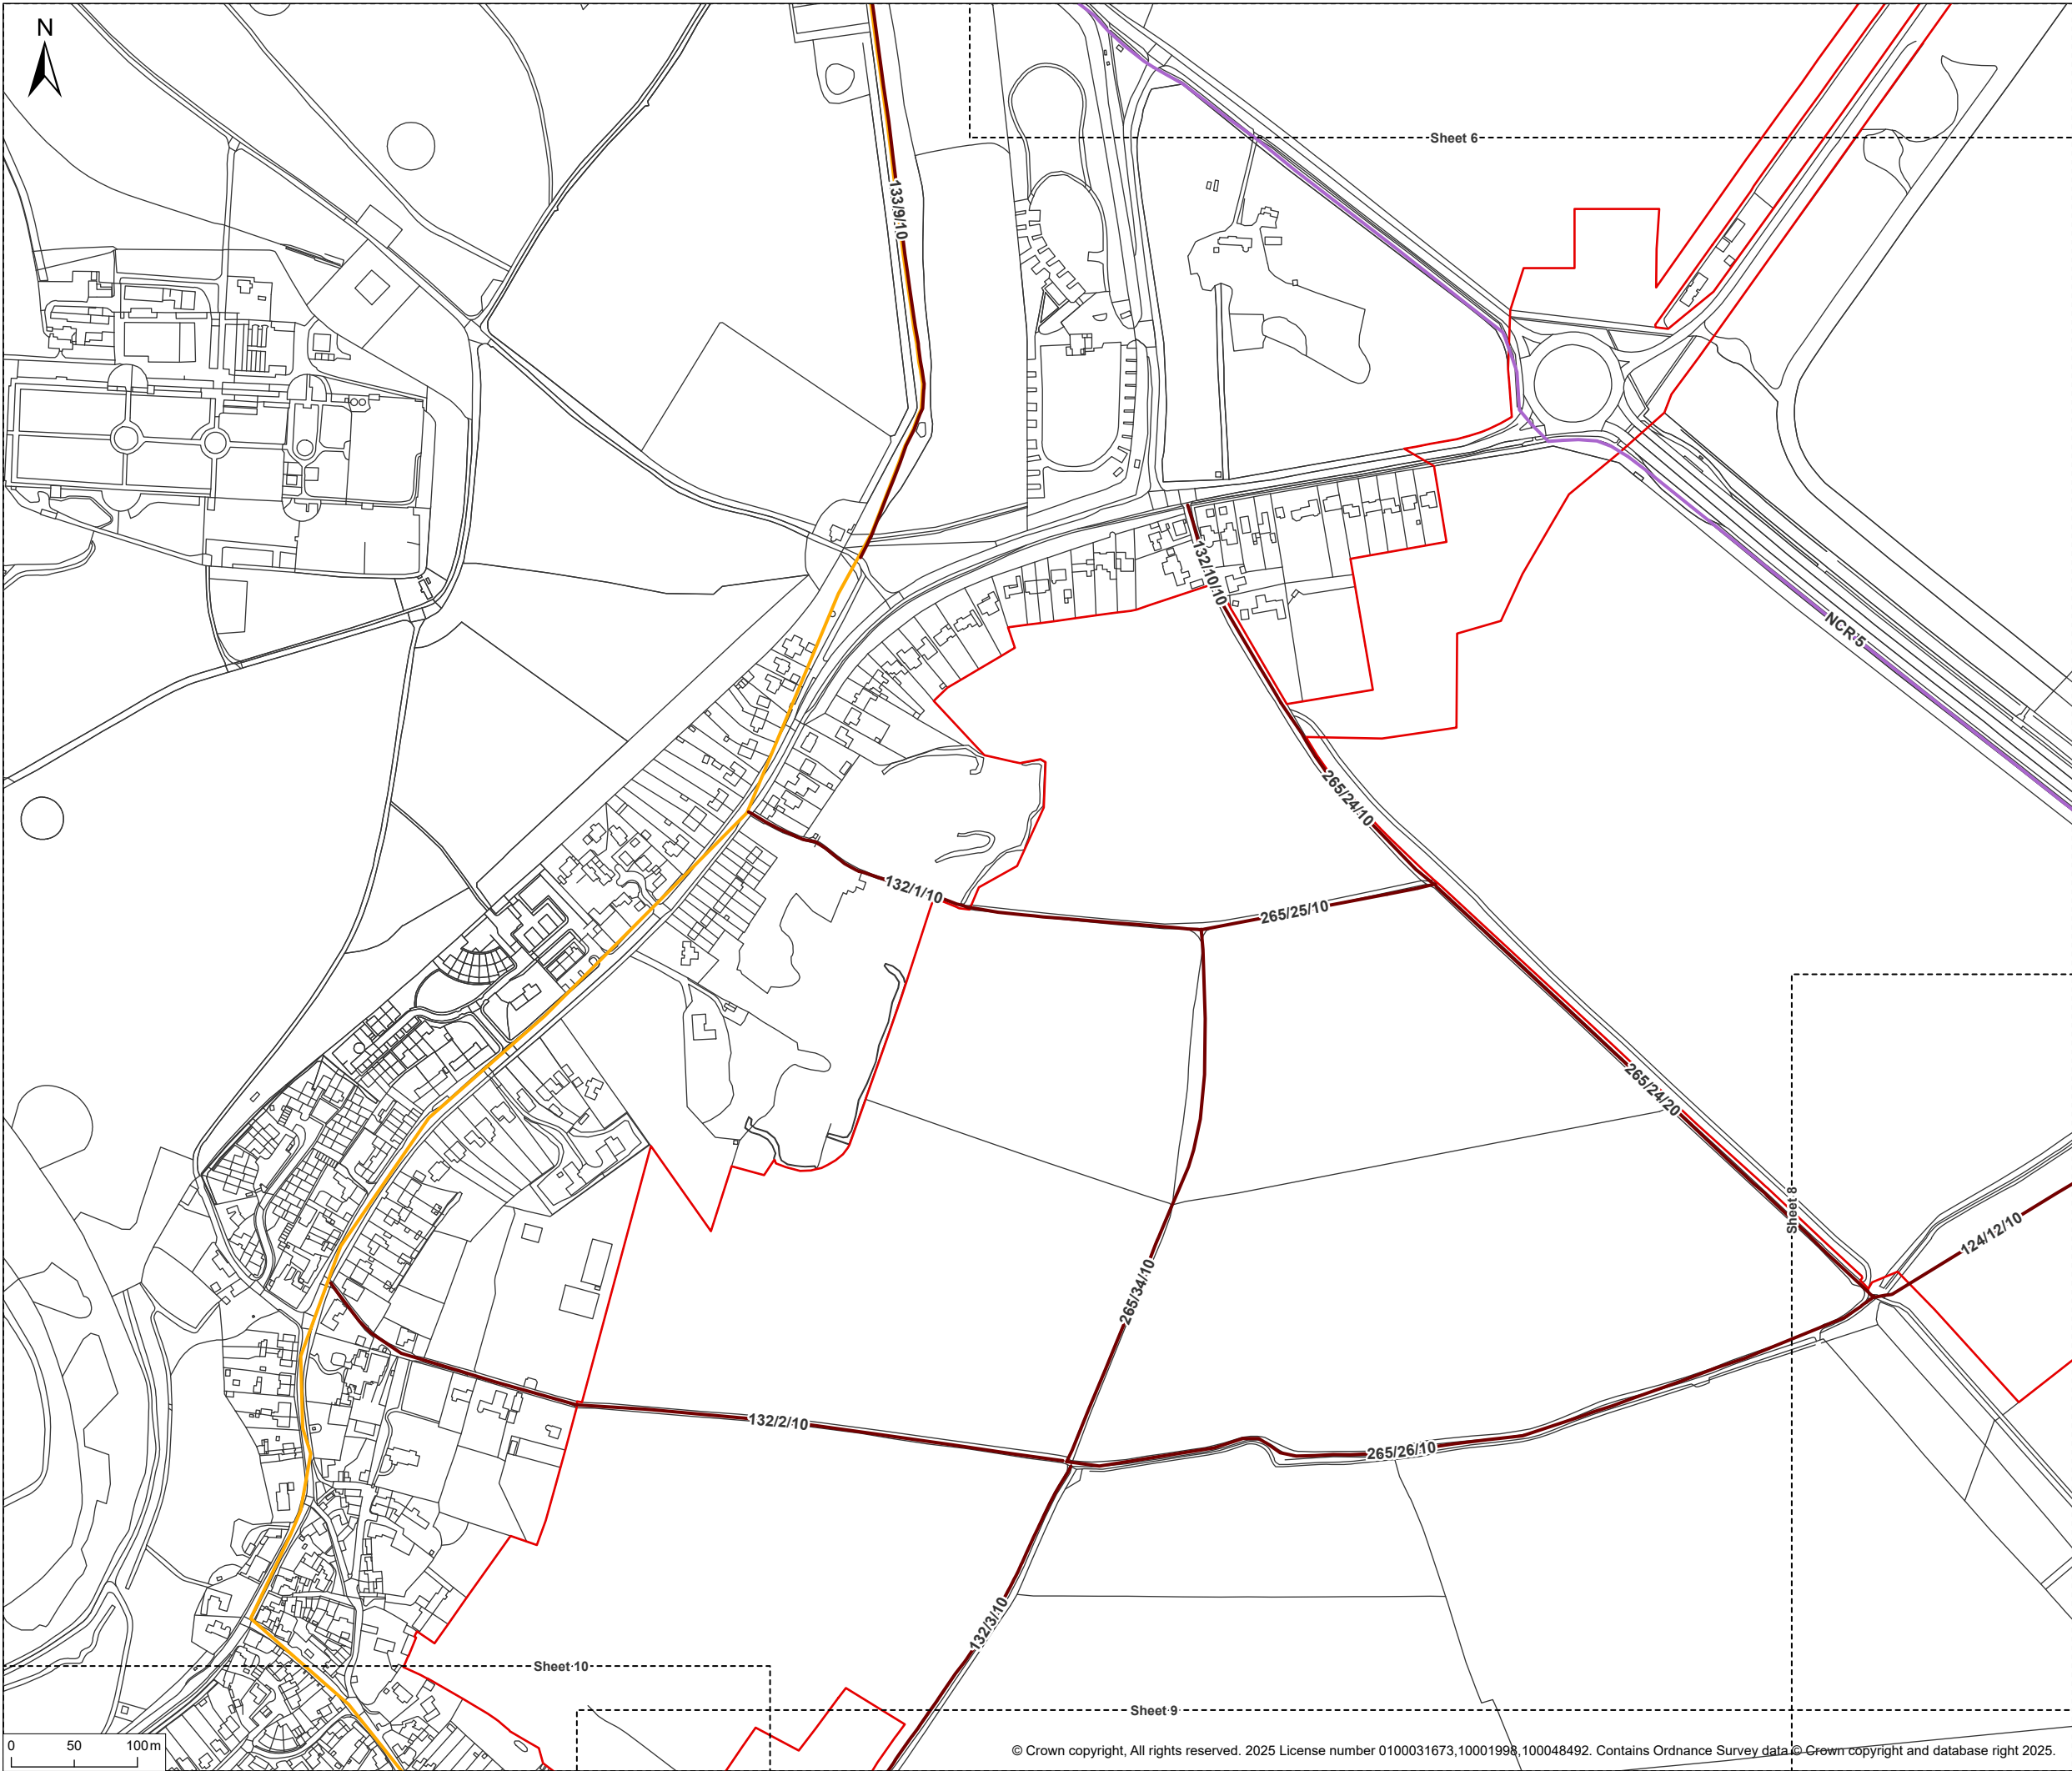 N
Sheet 6
133/9/10
132/10/10
NCR 5
265/24/10
132/1/10
265/25/10
265/24/20
Sheet 8
124/12/10
265/34/10
132/2/10
265/26/10
132/3/10
Sheet 10
Sheet 9
0 50 100m
© Crown copyright, All rights reserved. 2025 License number 0100031673,10001998,100048492. Contains Ordnance Survey data © Crown copyright and database right 2025.